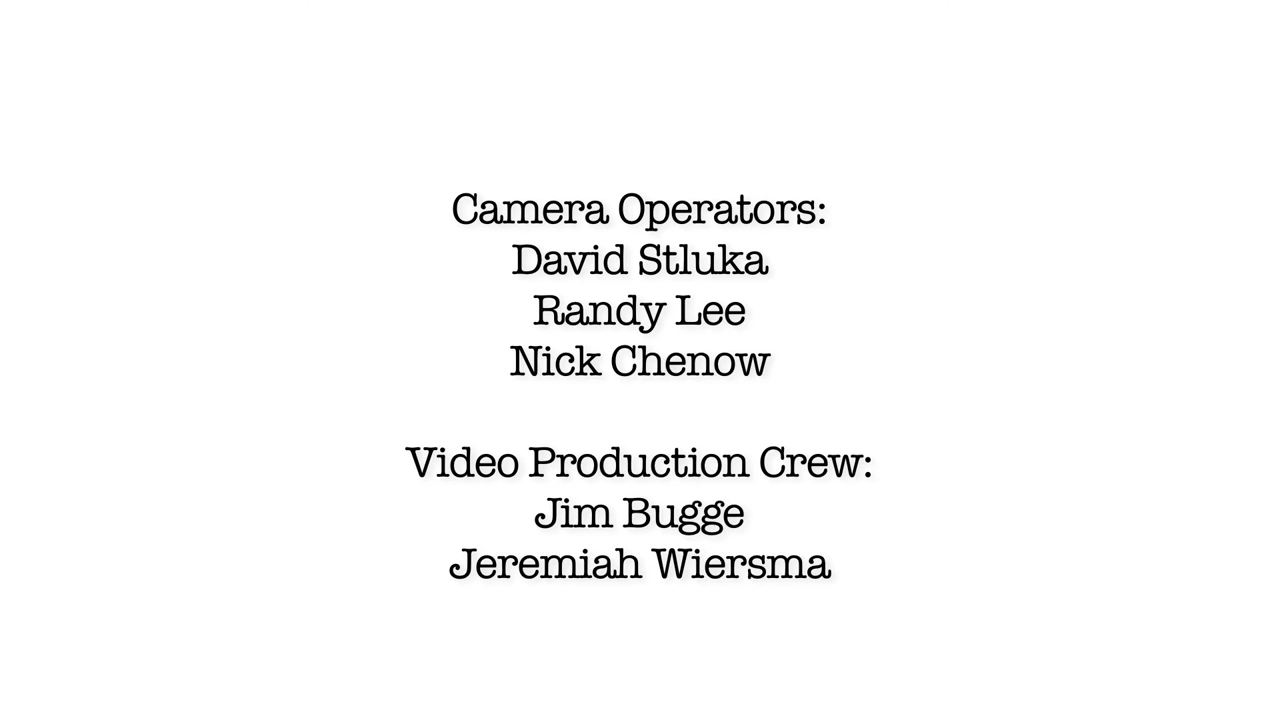 Camera Operators:
David Stluka
Randy Lee
Nick Chenow
Video Production Crew:
Jim Bugge
Jeremiah Wiersma